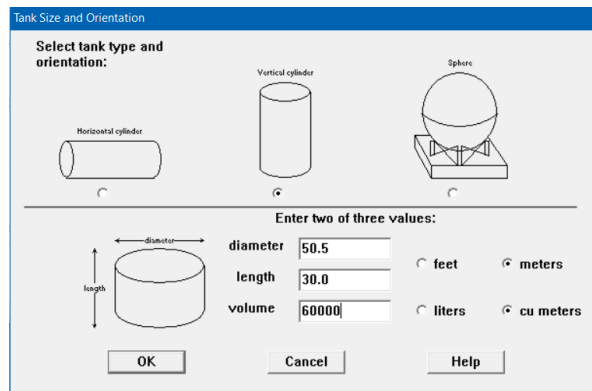 Tank Size and Orientation
Select tank type and
orientation:
Vertical cylinder
Sphere
Horizontal cylinder
Enter two of three values:
diameter
length
diameter 50.5
feet meters
length 30.0
volume 60000
liters cu meters
OK Cancel Help